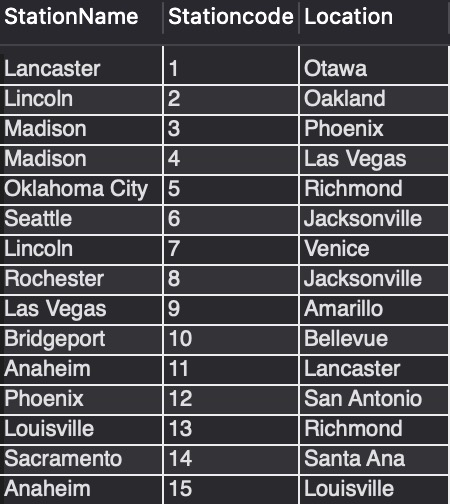 StationName Stationcode Location
Lancaster 1 Otawa
Lincoln 2 Oakland
Madison 3 Phoenix
Madison 4 Las Vegas
Oklahoma City 5 Richmond
Seattle 6 Jacksonville
Lincoln 7 Venice
Rochester 8 Jacksonville
Las Vegas 9 Amarillo
Bridgeport 10 Bellevue
Anaheim 11 Lancaster
Phoenix 12 San Antonio
Louisville 13 Richmond
Sacramento 14 Santa Ana
Anaheim 15 Louisville